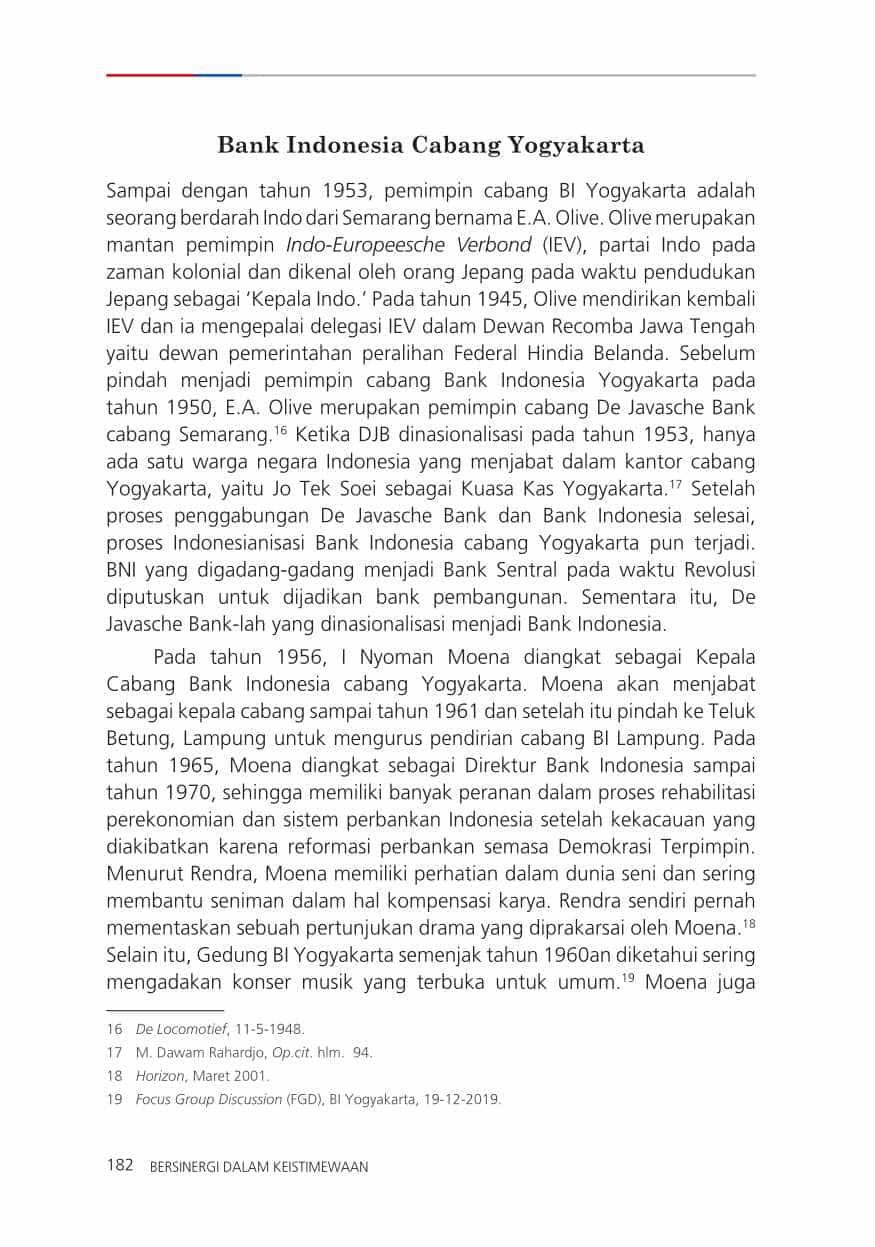 Bank Indonesia Cabang Yogyakarta
Sampai dengan tahun 1953, pemimpin cabang BI Yogyakarta adalah
seorang berdarah Indo dari Semarang bernama E.A. Olive. Olive merupakan
mantan pemimpin Indo-Europeesche Verbond (IEV), partai Indo pada
zaman kolonial dan dikenal oleh orang Jepang pada waktu pendudukan
Jepang sebagai ‘Kepala Indo.’ Pada tahun 1945, Olive mendirikan kembali
IEV dan ia mengepalai delegasi IEV dalam Dewan Recomba Jawa Tengah
yaitu dewan pemerintahan peralihan Federal Hindia Belanda. Sebelum
pindah menjadi pemimpin cabang Bank Indonesia Yogyakarta pada
tahun 1950, E.A. Olive merupakan pemimpin cabang De Javasche Bank
cabang Semarang.16 Ketika DJB dinasionalisasi pada tahun 1953, hanya
ada satu warga negara Indonesia yang menjabat dalam kantor cabang
Yogyakarta, yaitu Jo Tek Soei sebagai Kuasa Kas Yogyakarta.17 Setelah
proses penggabungan De Javasche Bank dan Bank Indonesia selesai,
proses Indonesianisasi Bank Indonesia cabang Yogyakarta pun terjadi.
BNI yang digadang-gadang menjadi Bank Sentral pada waktu Revolusi
diputuskan untuk dijadikan bank pembangunan. Sementara itu, De
Javasche Bank-lah yang dinasionalisasi menjadi Bank Indonesia.
Pada tahun 1956, I Nyoman Moena diangkat sebagai Kepala
Cabang Bank Indonesia cabang Yogyakarta. Moena akan menjabat
sebagai kepala cabang sampai tahun 1961 dan setelah itu pindah ke Teluk
Betung, Lampung untuk mengurus pendirian cabang BI Lampung. Pada
tahun 1965, Moena diangkat sebagai Direktur Bank Indonesia sampai
tahun 1970, sehingga memiliki banyak peranan dalam proses rehabilitasi
perekonomian dan sistem perbankan Indonesia setelah kekacauan yang
diakibatkan karena reformasi perbankan semasa Demokrasi Terpimpin.
Menurut Rendra, Moena memiliki perhatian dalam dunia seni dan sering
membantu seniman dalam hal kompensasi karya. Rendra sendiri pernah
mementaskan sebuah pertunjukan drama yang diprakarsai oleh Moena.18
Selain itu, Gedung BI Yogyakarta semenjak tahun 1960an diketahui sering
mengadakan konser musik yang terbuka untuk umum.19 Moena juga
16 De Locomotief, 11-5-1948.
17 M. Dawam Rahardjo, Op.cit. hlm. 94.
18 Horizon, Maret 2001.
19 Focus Group Discussion (FGD), BI Yogyakarta, 19-12-2019.
182 BERSINERGI DALAM KEISTIMEWAAN